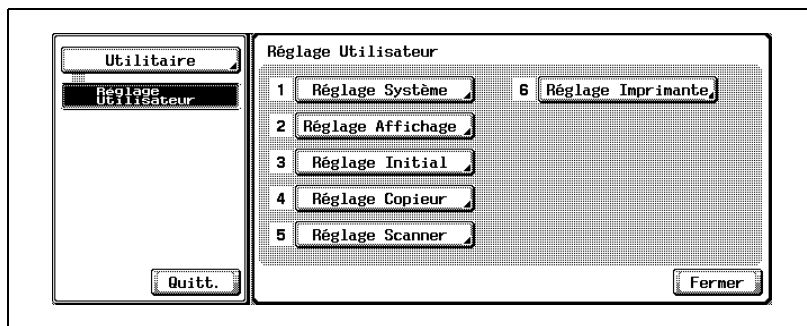 Utilitaire
Réglage
Utilisateur
Quitt.
Réglage Utilisateur
1 Réglage Système
2 Réglage Affichage
3 Réglage Initial
4 Réglage Copieur
5 Réglage Scanner
6 Réglage Imprimante
Fermer